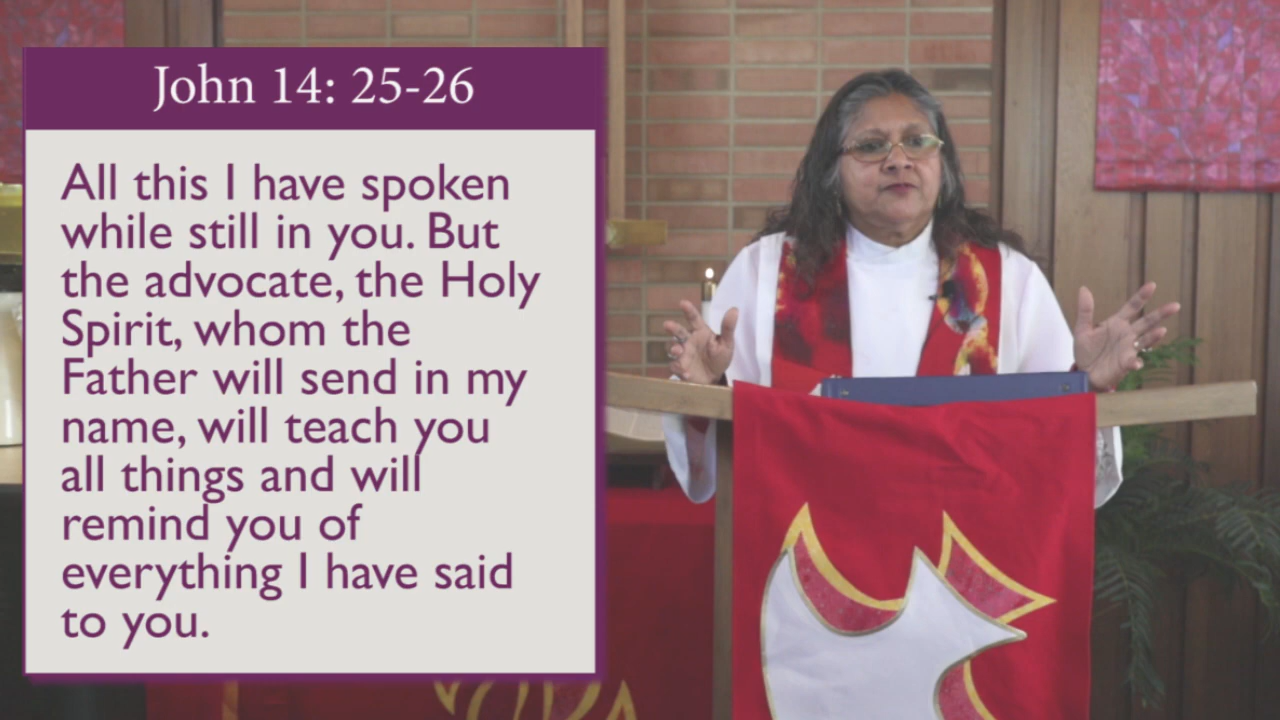 John 14: 25-26
All this I have spoken
while still in you. But
the advocate, the Holy
Spirit, whom the
Father will send in my
name, will teach you
all things and will
remind you of
everything I have said
to you.